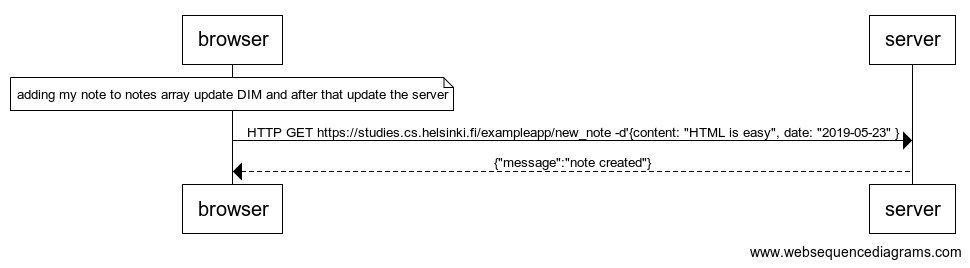 browser
server
adding my note to notes array update DIM and after that update the server
HTTP GET https://studies.cs.helsinki.fi/exampleapp/new_note -d'{content: "HTML is easy", date: "2019-05-23" }
{"message":"note created"}
browser
server
www.websequencediagrams.com